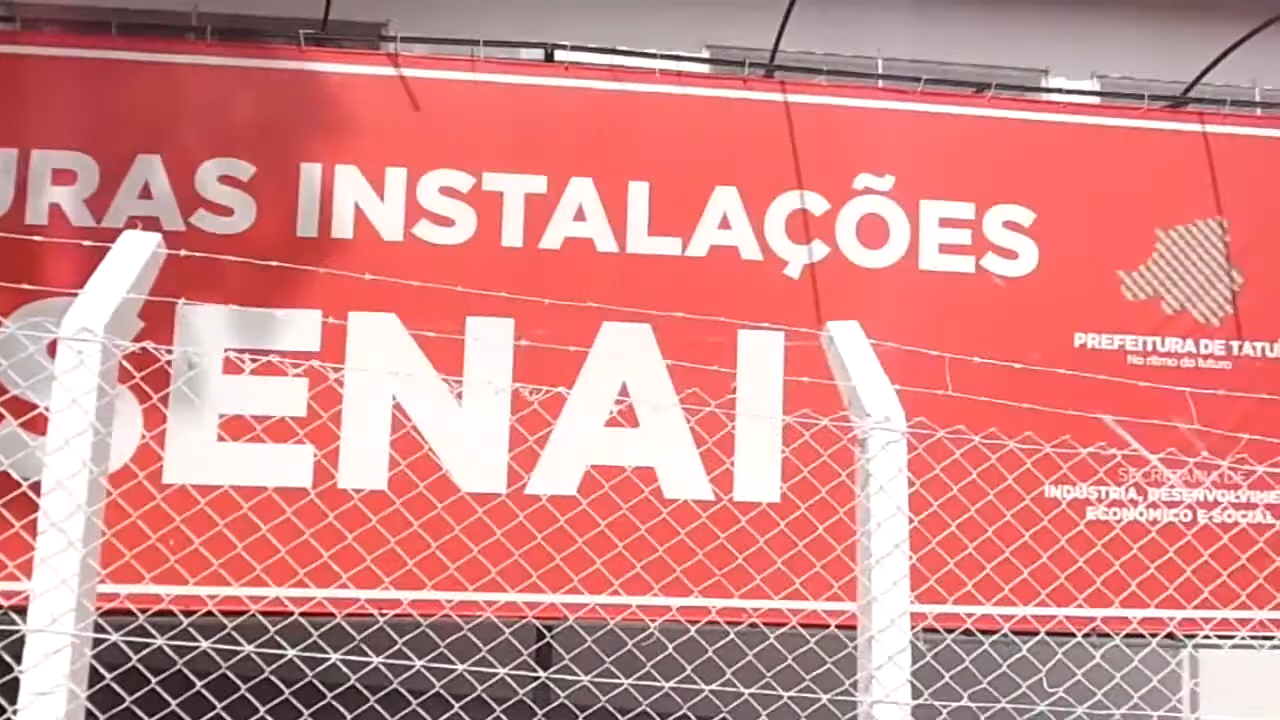 URAS INSTALAÇÕES
SENAI
PREFEITURA DE TATU
No ritmo do futuro
SECRETARIA DE
INDÚSTRIA, DESENVOLVIME
ECONÔMICO E SOCIAL